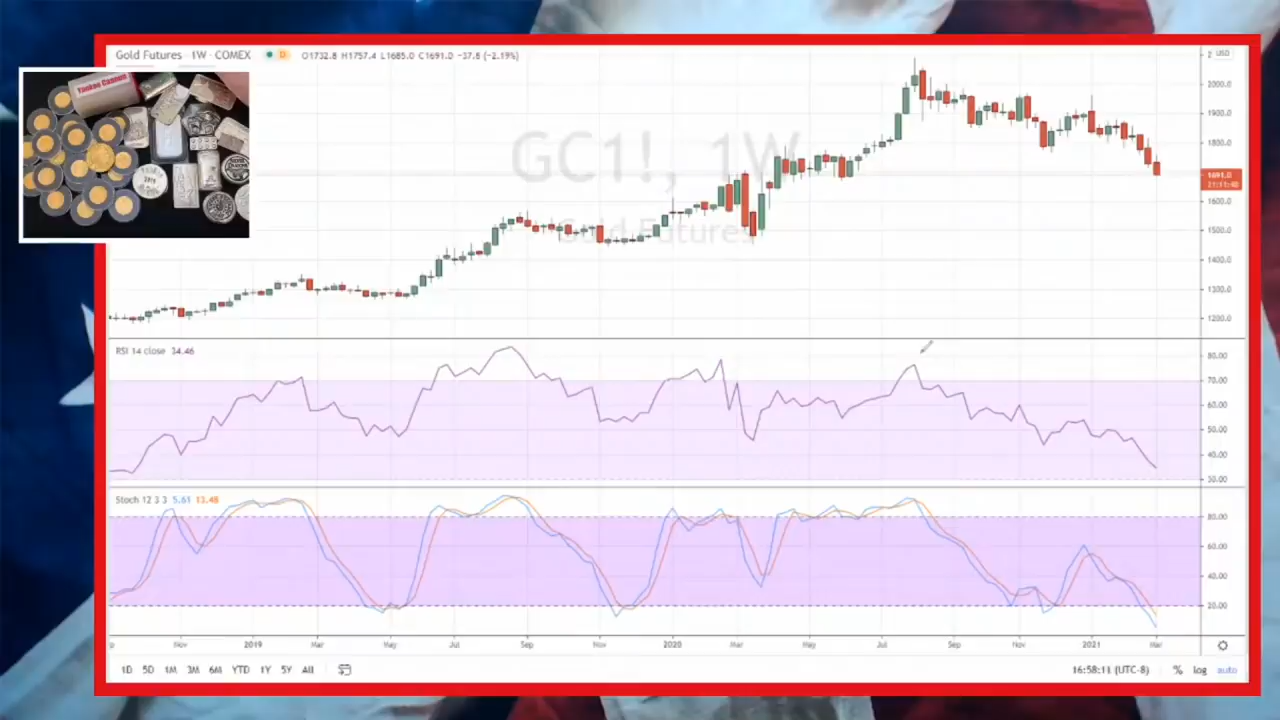 Gold Futures · 1W · COMEX D O1732.8 H1757.4 L1685.0 C1691.0 -37.8 (-2.19%)
USD
Yankee Cannon
GC1!, 1W
Gold Futures
2000.0
1900.0
1800.0
1691.0
1600.0
1500.0
1400.0
1300.0
1200.0
RSI 14 close 34.46
80.00
70.00
60.00
50.00
40.00
30.00
Stoch 12 3 3 5.61 13.48
80.00
60.00
40.00
20.00
Nov 2019 Mar May Jul Sep Nov 2020 Mar May Jul Sep Nov 2021 Mar
1D 5D 1M 3M 6M YTD 1Y 5Y All 16:58:11 (UTC-8) % log auto